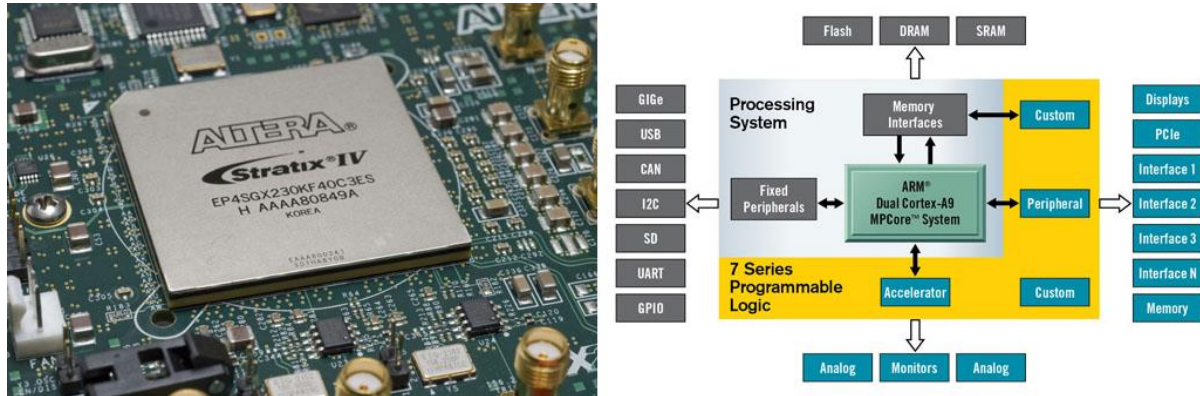 ALTERA®
Stratix® IV
EP4SGX230KF40C3ES
H AAAA80849A
KOREA
FAN
Flash
DRAM
SRAM
GIGe
USB
CAN
I2C
SD
UART
GPIO
Processing
System
Memory
Interfaces
Custom
Fixed
Peripherals
ARM®
Dual Cortex-A9
MPCore™ System
Peripheral
7 Series
Programmable
Logic
Accelerator
Custom
Displays
PCIe
Interface 1
Interface 2
Interface 3
Interface N
Memory
Analog
Monitors
Analog